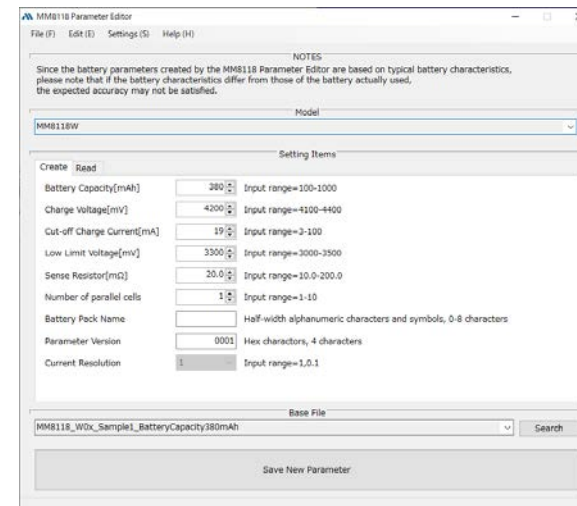 MM8118 Parameter Editor
File (F) Edit (E) Settings (S) Help (H)
NOTES
Since the battery parameters created by the MM8118 Parameter Editor are based on typical battery characteristics,
please note that if the battery characteristics differ from those of the battery actually used,
the expected accuracy may not be satisfied.
Model
MM8118W
Setting Items
Create Read
Battery Capacity[mAh] 380 Input range=100-1000
Charge Voltage[mV] 4200 Input range=4100-4400
Cut-off Charge Current[mA] 19 Input range=3-100
Low Limit Voltage[mV] 3300 Input range=3000-3500
Sense Resistor[mΩ] 20.0 Input range=10.0-200.0
Number of parallel cells 1 Input range=1-10
Battery Pack Name Half-width alphanumeric characters and symbols, 0-8 characters
Parameter Version 0001 Hex charactors, 4 characters
Current Resolution 1 Input range=1,0.1
Base File
MM8118_W0x_Sample1_BatteryCapacity380mAh Search
Save New Parameter